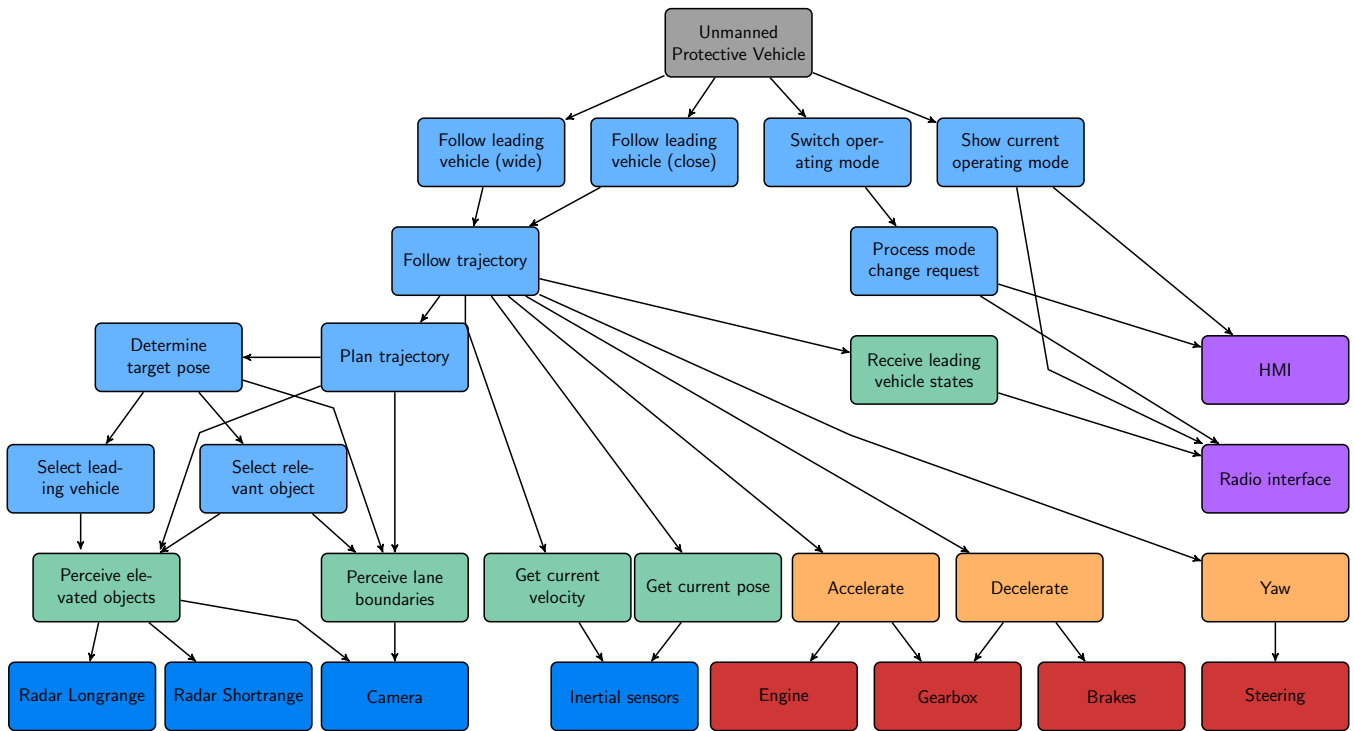 Unmanned
Protective Vehicle
Follow leading
vehicle (wide)
Follow leading
vehicle (close)
Switch oper-
ating mode
Show current
operating mode
Follow trajectory
Process mode
change request
Determine
target pose
Plan trajectory
Receive leading
vehicle states
HMI
Select lead-
ing vehicle
Select rele-
vant object
Radio interface
Perceive ele-
vated objects
Perceive lane
boundaries
Get current
velocity
Get current pose
Accelerate
Decelerate
Yaw
Radar Longrange
Radar Shortrange
Camera
Inertial sensors
Engine
Gearbox
Brakes
Steering